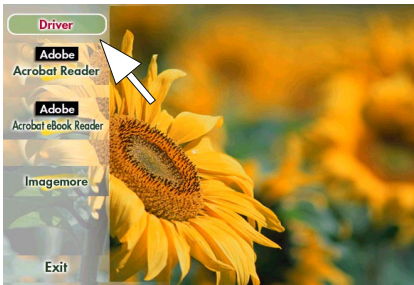 Driver
Adobe
Acrobat Reader
Adobe
Acrobat eBook Reader
Imagemore
Exit